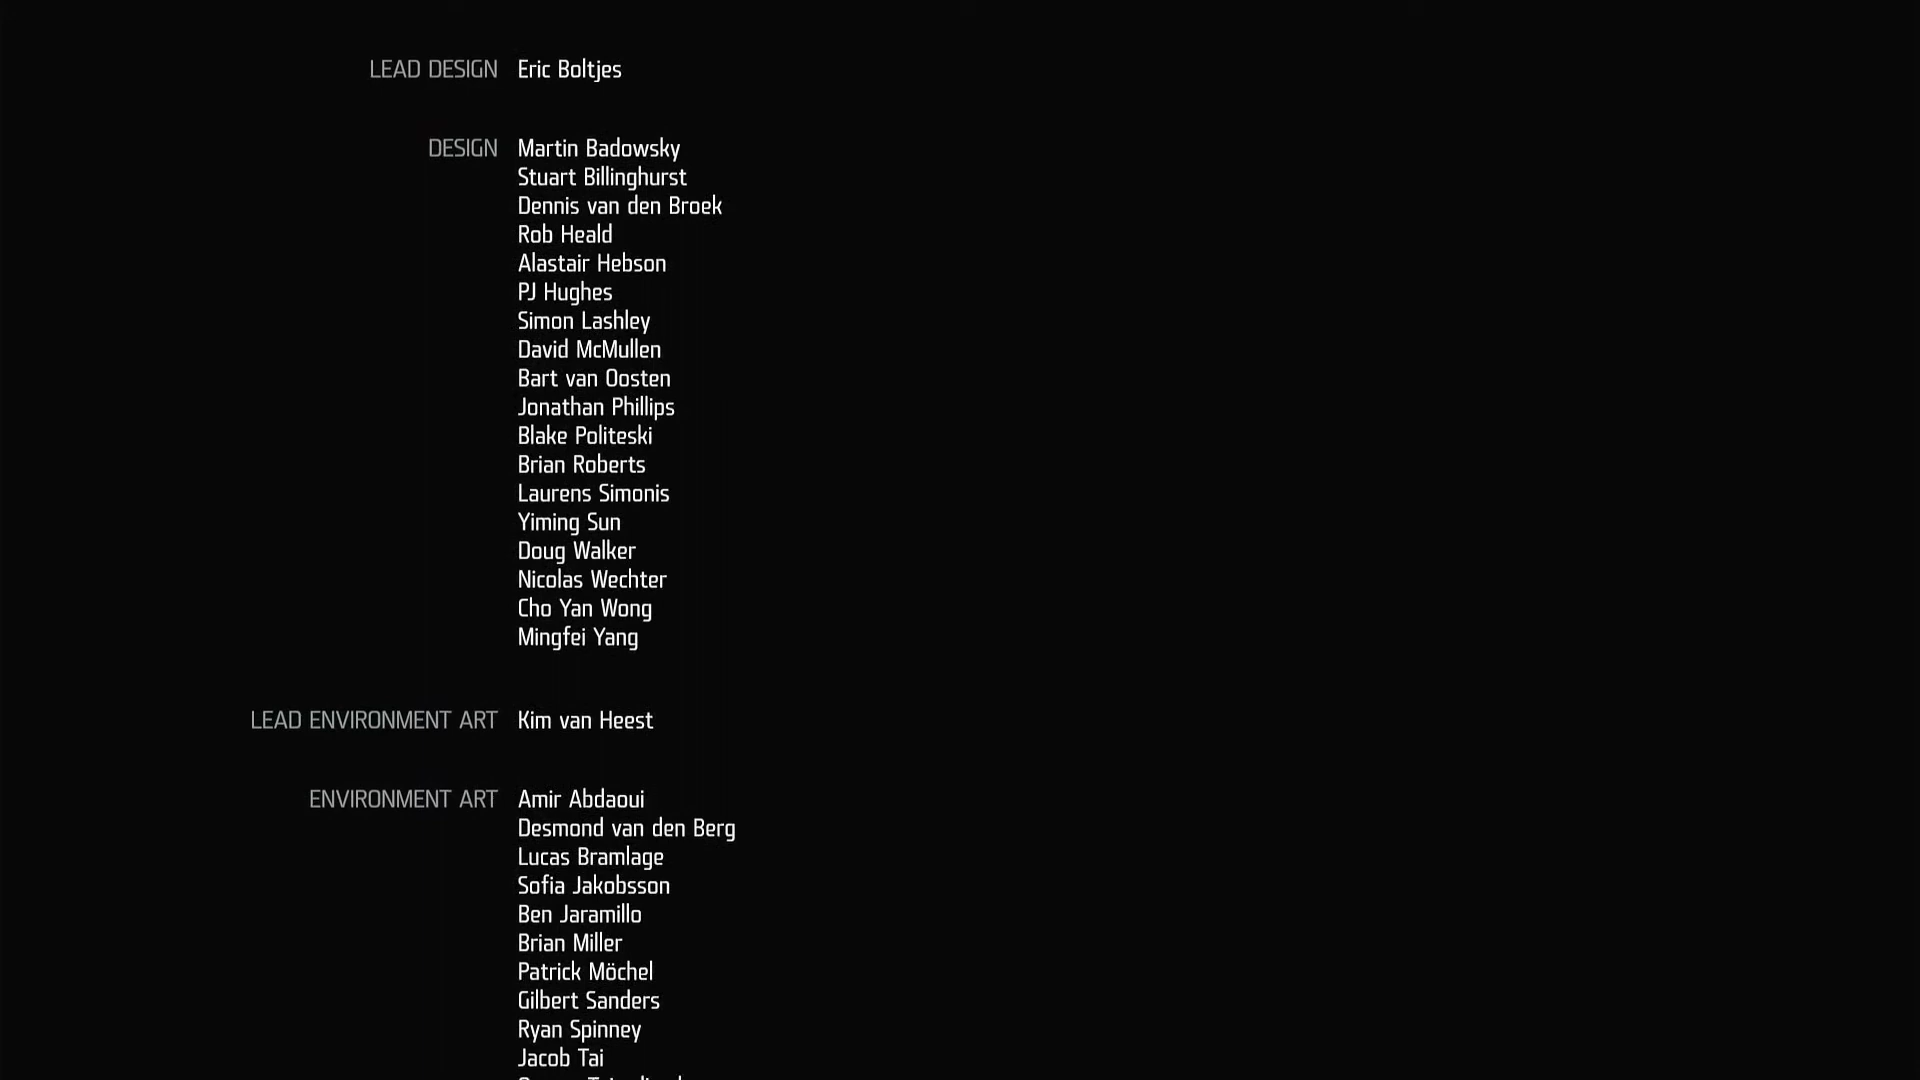 LEAD DESIGN Eric Boltjes
DESIGN Martin Badowsky
Stuart Billinghurst
Dennis van den Broek
Rob Heald
Alastair Hebson
PJ Hughes
Simon Lashley
David McMullen
Bart van Oosten
Jonathan Phillips
Blake Politeski
Brian Roberts
Laurens Simonis
Yiming Sun
Doug Walker
Nicolas Wechter
Cho Yan Wong
Mingfei Yang
LEAD ENVIRONMENT ART Kim van Heest
ENVIRONMENT ART Amir Abdaoui
Desmond van den Berg
Lucas Bramlage
Sofia Jakobsson
Ben Jaramillo
Brian Miller
Patrick Möchel
Gilbert Sanders
Ryan Spinney
Jacob Tai